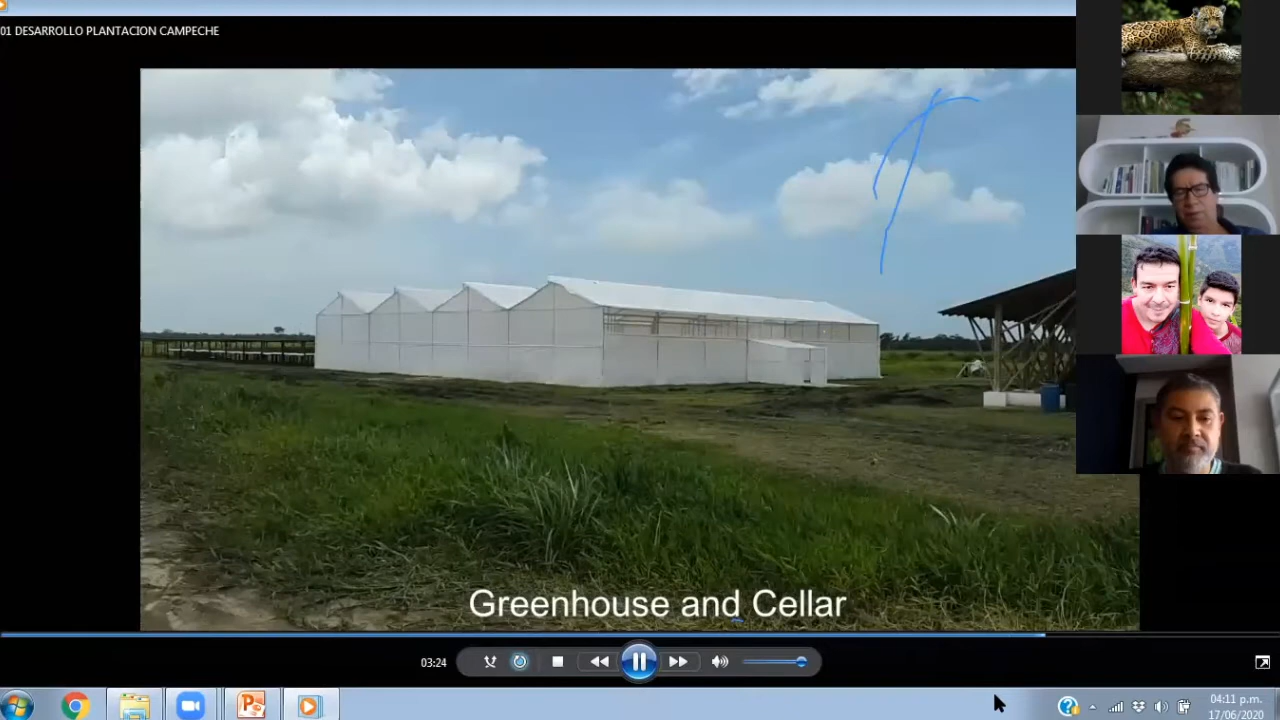 01 DESARROLLO PLANTACION CAMPECHE
Greenhouse and Cellar
03:24
04:11 p.m.
17/06/2020